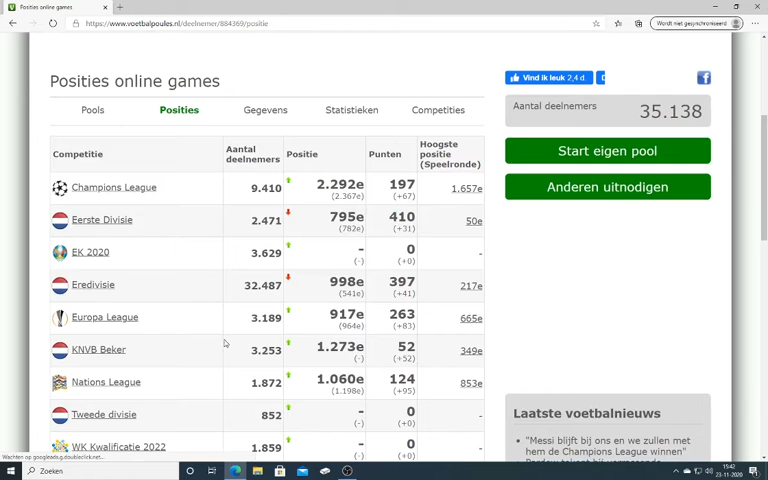 Posities online games
https://www.voetbalpoules.nl/deelnemer/884369/positie
Wordt niet gesynchroniseerd
Posities online games
Pools Posities Gegevens Statistieken Competities
Competitie Aantal deelnemers Positie Punten Hoogste positie (Speelronde)
Champions League 9.410 2.292e (2.367e) 197 (+67) 1.657e
Eerste Divisie 2.471 795e (782e) 410 (+31) 50e
EK 2020 3.629 - (-) 0 (+0) -
Eredivisie 32.487 998e (541e) 397 (+41) 217e
Europa League 3.189 917e (964e) 263 (+83) 665e
KNVB Beker 3.253 1.273e (-) 52 (+52) 349e
Nations League 1.872 1.060e (1.198e) 124 (+95) 853e
Tweede divisie 852 - (-) 0 (+0) -
WK Kwalificatie 2022 1.859 - 0 -
Vind ik leuk 2,4 d.
Aantal deelnemers 35.138
Start eigen pool
Anderen uitnodigen
Laatste voetbalnieuws
• "Messi blijft bij ons en we zullen met
hem de Champions League winnen"
Wachten op googleads.g.doubleclick.net...
Zoeken
15:42
23-11-2020